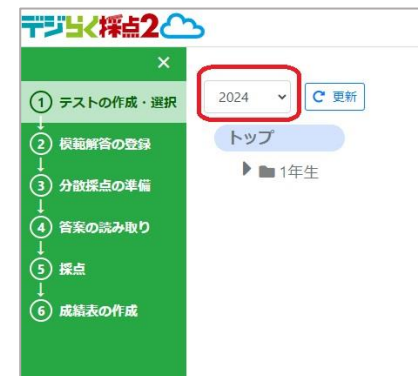 デジらく採点2
×
① テストの作成・選択
② 模範解答の登録
③ 分散採点の準備
④ 答案の読み取り
⑤ 採点
⑥ 成績表の作成
2024
更新
トップ
1年生